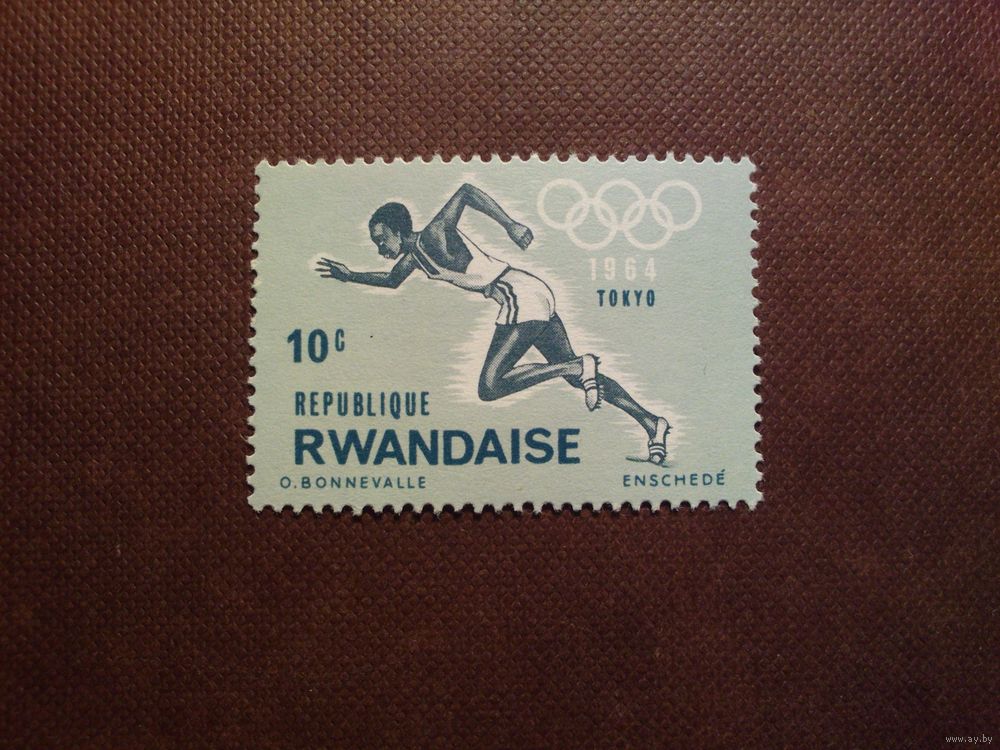 1964
TOKYO
10c
REPUBLIQUE
RWANDAISE
O.BONNEVALLE
ENSCHEDÉ
www.ay.by